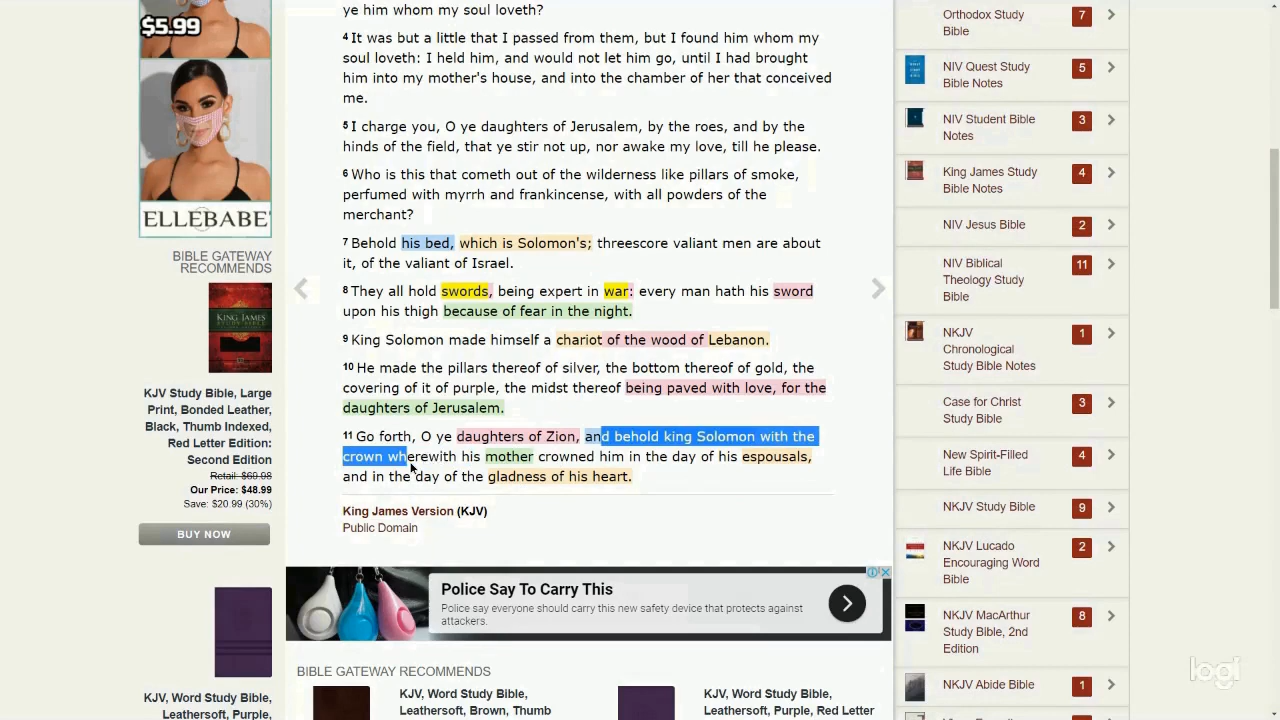 $5.99
ELLEBABE
BIBLE GATEWAY
RECOMMENDS
KING JAMES
KJV Study Bible, Large
Print, Bonded Leather,
Black, Thumb Indexed,
Red Letter Edition:
Second Edition
Retail: $69.98
Our Price: $48.99
Save: $20.99 (30%)
BUY NOW
KJV, Word Study Bible,
Leathersoft, Purple,
ye him whom my soul loveth?
4 It was but a little that I passed from them, but I found him whom my
soul loveth: I held him, and would not let him go, until I had brought
him into my mother's house, and into the chamber of her that conceived
me.
5 I charge you, O ye daughters of Jerusalem, by the roes, and by the
hinds of the field, that ye stir not up, nor awake my love, till he please.
6 Who is this that cometh out of the wilderness like pillars of smoke,
perfumed with myrrh and frankincense, with all powders of the
merchant?
7 Behold his bed, which is Solomon's; threescore valiant men are about
it, of the valiant of Israel.
8 They all hold swords, being expert in war: every man hath his sword
upon his thigh because of fear in the night.
9 King Solomon made himself a chariot of the wood of Lebanon.
10 He made the pillars thereof of silver, the bottom thereof of gold, the
covering of it of purple, the midst thereof being paved with love, for the
daughters of Jerusalem.
11 Go forth, O ye daughters of Zion, and behold king Solomon with the
crown wherewith his mother crowned him in the day of his espousals,
and in the day of the gladness of his heart.
King James Version (KJV)
Public Domain
Police Say To Carry This
Police say everyone should carry this new safety device that protects against
attackers.
BIBLE GATEWAY RECOMMENDS
KJV, Word Study Bible,
Leathersoft, Brown, Thumb
KJV, Word Study Bible,
Leathersoft, Purple, Red Letter
Orthodox Study
Bible
7
NIV Quest Study
Bible Notes
5
NIV Student Bible
Notes
3
King James Study
Bible Notes
4
NIV Jesus Bible
2
NIV Biblical
Theology Study
Bible
11
NKJV
Chronological
Study Bible Notes
1
Case for Christ
Study Bible
3
New Spirit-Filled
Life Bible
4
NKJV Study Bible
9
NKJV Lucado
Encouraging Word
Bible
2
NKJV MacArthur
Study Bible, 2nd
Edition
8
NKJV Abide Bible
1
logi